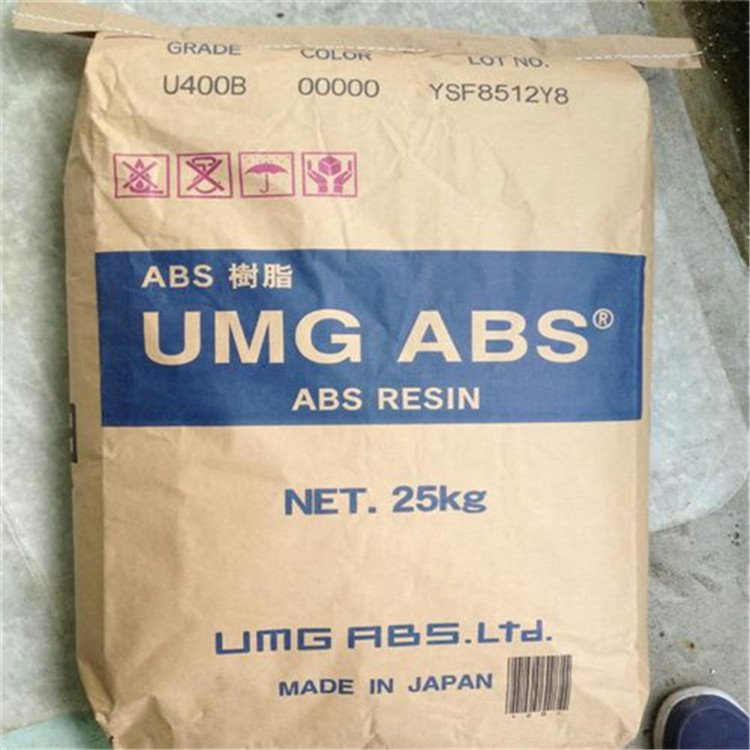 GRADE COLOR LOT NO.
U400B 00000 YSF8512Y8
ABS 樹脂
UMG ABS®
ABS RESIN
NET. 25kg
UMG ABS.Ltd.
MADE IN JAPAN